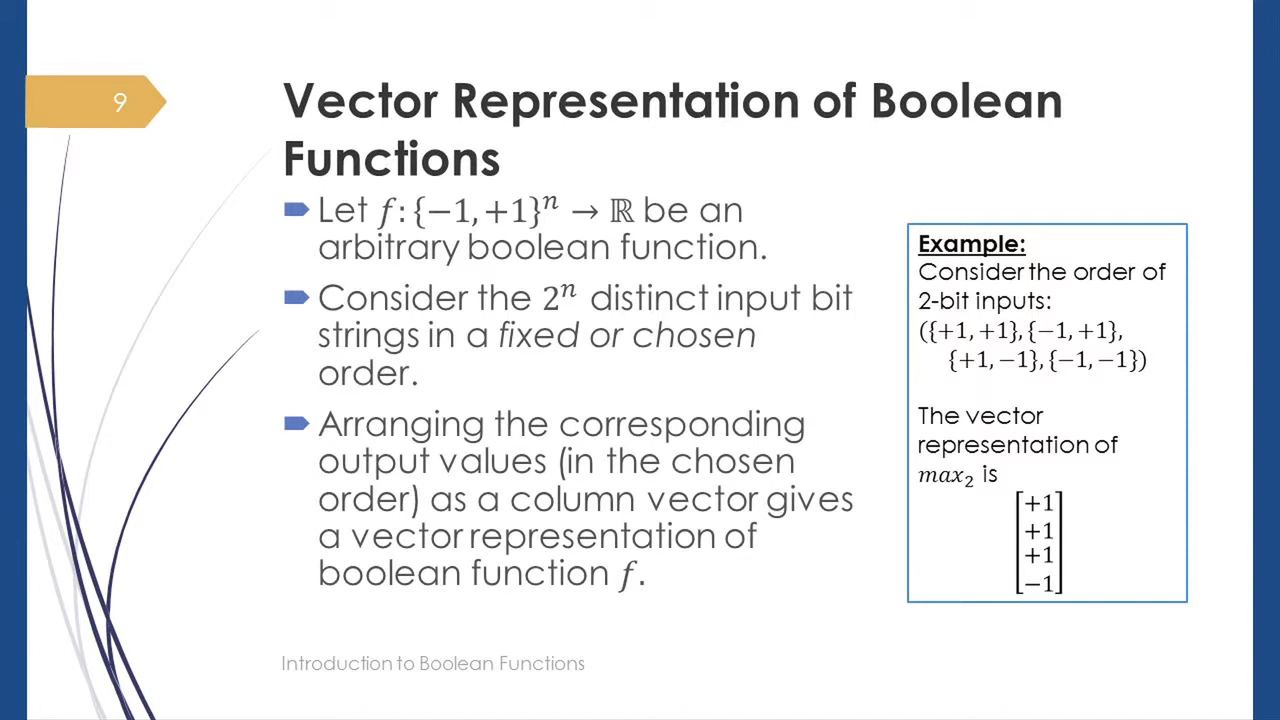 9
Vector Representation of Boolean
Functions
Let 𝑓: {−1, +1}ⁿ → ℝ be an
arbitrary boolean function.
Consider the 2ⁿ distinct input bit
strings in a fixed or chosen
order.
Arranging the corresponding
output values (in the chosen
order) as a column vector gives
a vector representation of
boolean function 𝑓.
Example:
Consider the order of
2-bit inputs:
({+1, +1}, {−1, +1},
{+1, −1}, {−1, −1})
The vector
representation of
𝑚𝑎𝑥₂ is
+1
+1
+1
−1
Introduction to Boolean Functions